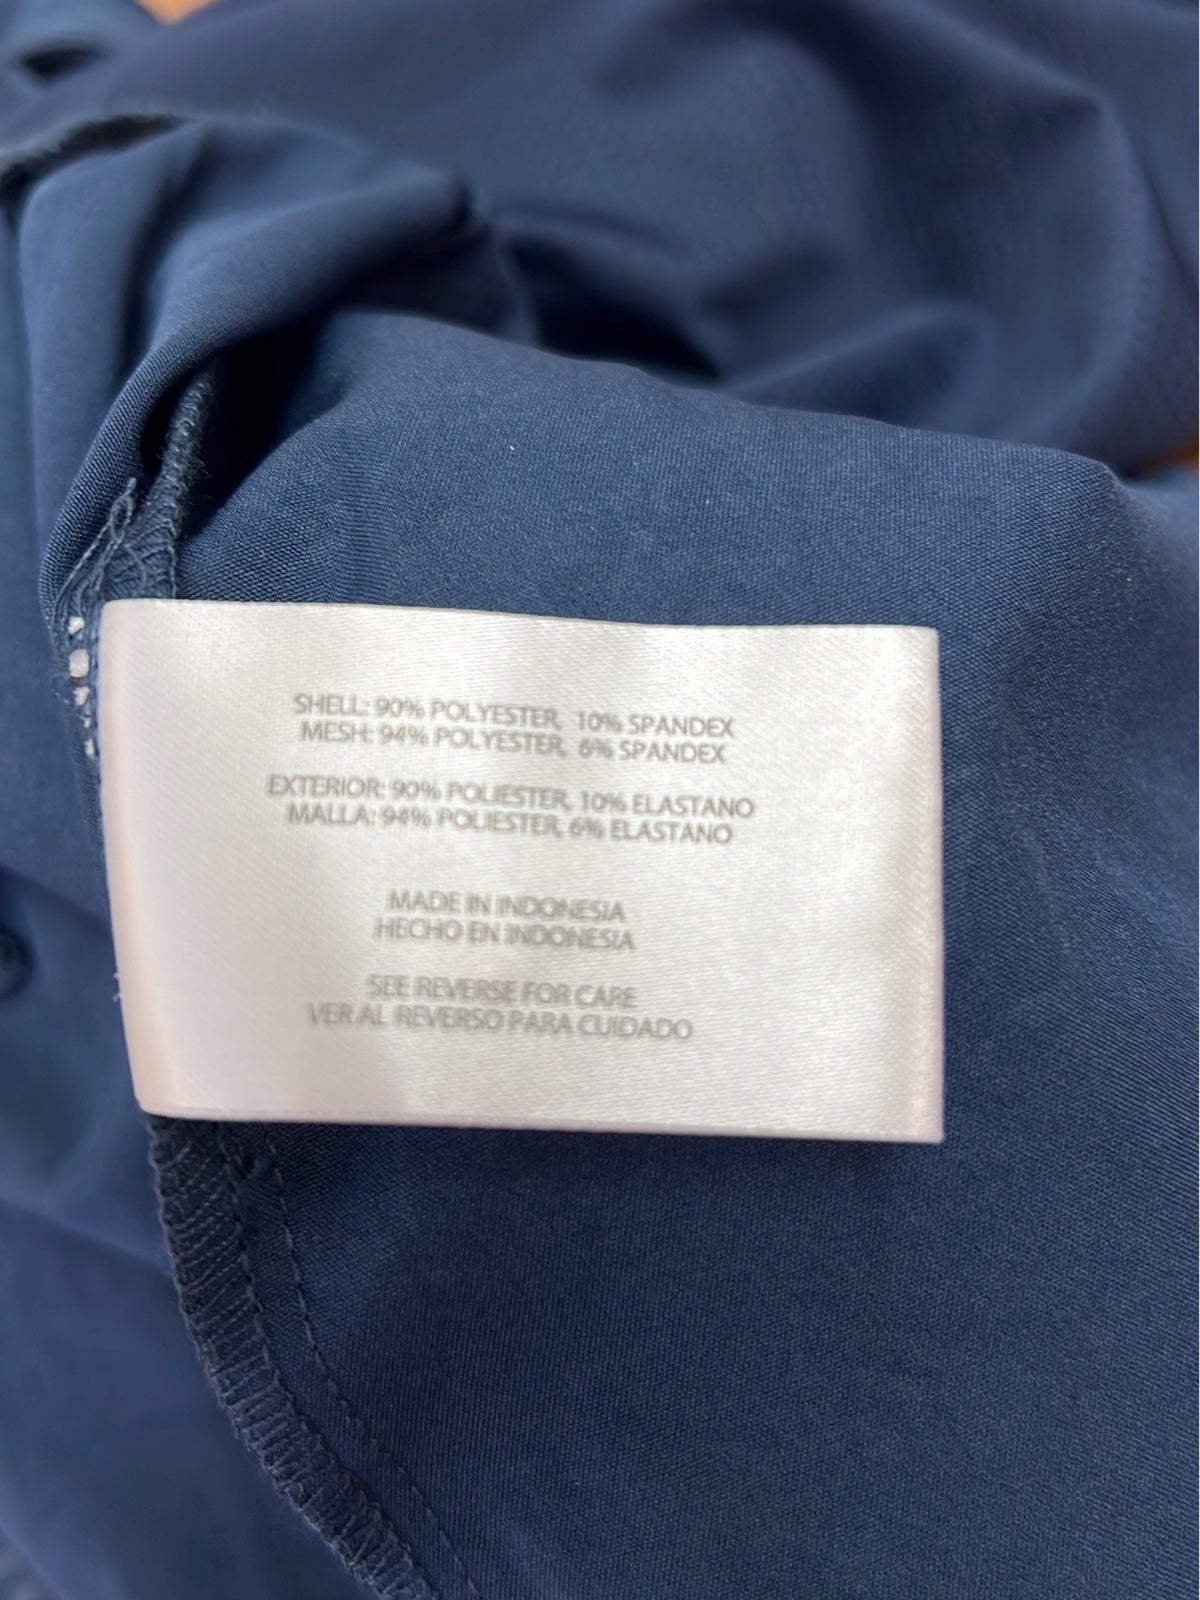 SHELL: 90% POLYESTER, 10% SPANDEX
MESH: 94% POLYESTER, 6% SPANDEX
EXTERIOR: 90% POLIESTER, 10% ELASTANO
MALLA: 94% POLIESTER, 6% ELASTANO
MADE IN INDONESIA
HECHO EN INDONESIA
SEE REVERSE FOR CARE
VER AL REVERSO PARA CUIDADO